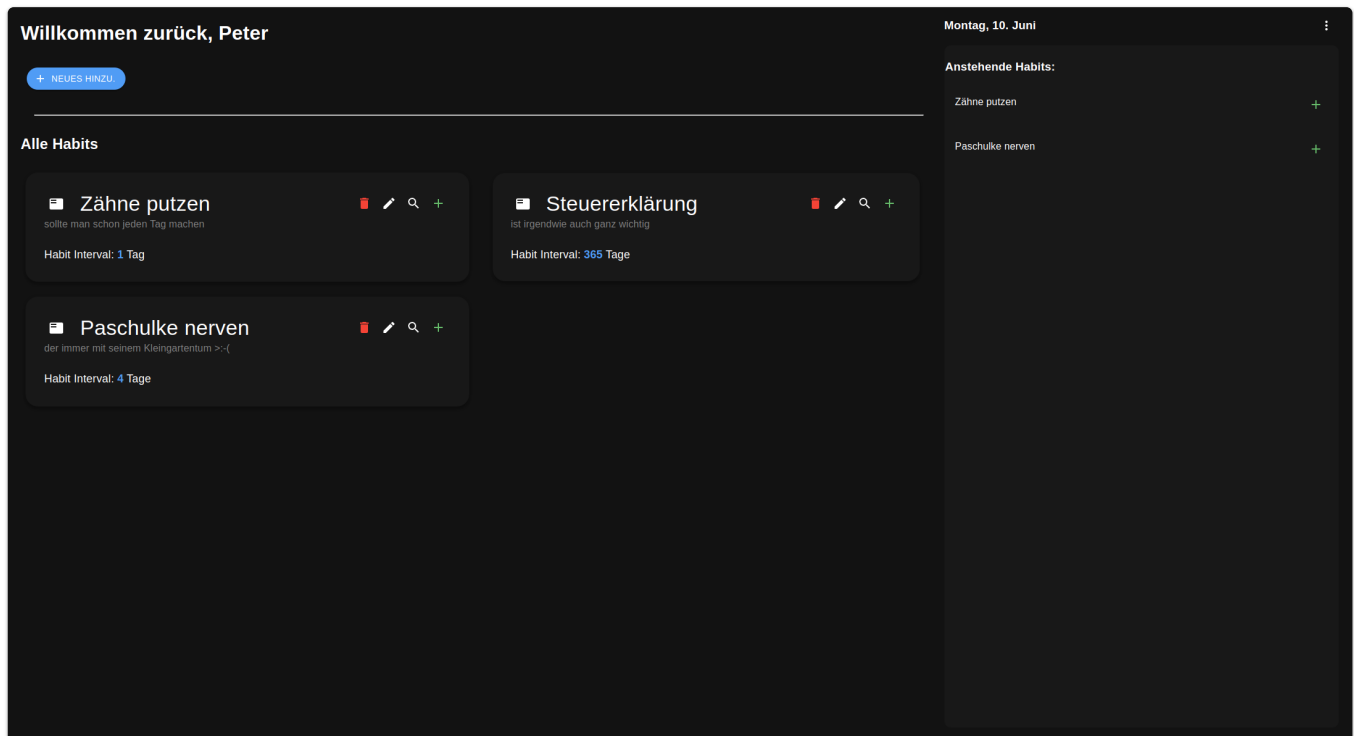 Willkommen zurück, Peter
NEUES HINZU.
Alle Habits
Zähne putzen
sollte man schon jeden Tag machen
Habit Interval: 1 Tag
Steuererklärung
ist irgendwie auch ganz wichtig
Habit Interval: 365 Tage
Paschulke nerven
der immer mit seinem Kleingartentum >:-(
Habit Interval: 4 Tage
Montag, 10. Juni
Anstehende Habits:
Zähne putzen
Paschulke nerven